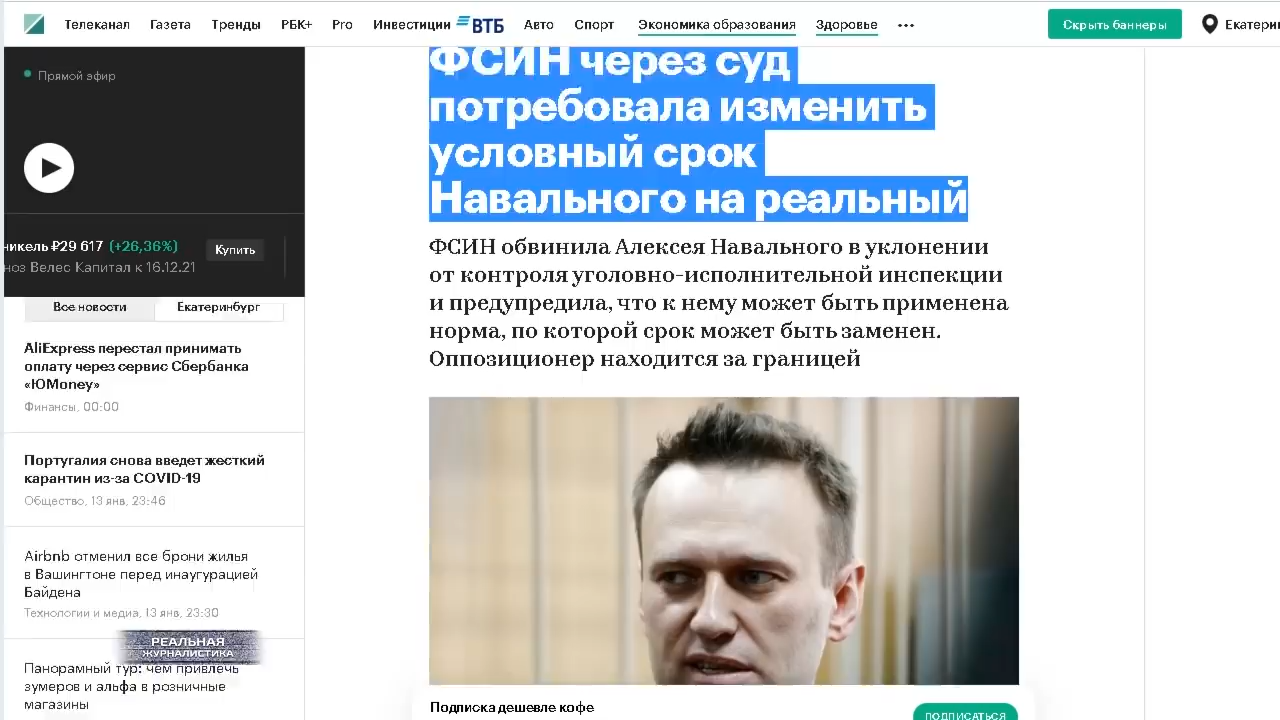 Телеканал Газета Тренды РБК+ Pro Инвестиции ВТБ Авто Спорт Экономика образования Здоровье ••• Скрыть баннеры
Прямой эфир
₽29 617 (+26,36%) Купить
Велес Капитал к 16.12.21
Все новости Екатеринбург
AliExpress перестал принимать
оплату через сервис Сбербанка
«ЮMoney»
Финансы, 00:00
Португалия снова введет жесткий
карантин из-за COVID-19
Общество, 13 янв, 23:46
Airbnb отменил все брони жилья
в Вашингтоне перед инаугурацией
Байдена
Технологии и медиа, 13 янв, 23:30
РЕАЛЬНАЯ
ЖУРНАЛИСТИКА
Панорамный тур: чем привлечь
зумеров и альфа в розничные
магазины
ФСИН через суд
потребовала изменить
условный срок
Навального на реальный
ФСИН обвинила Алексея Навального в уклонении
от контроля уголовно-исполнительной инспекции
и предупредила, что к нему может быть применена
норма, по которой срок может быть заменен.
Оппозиционер находится за границей
Подписка дешевле кофе
ПОДПИСАТЬСЯ